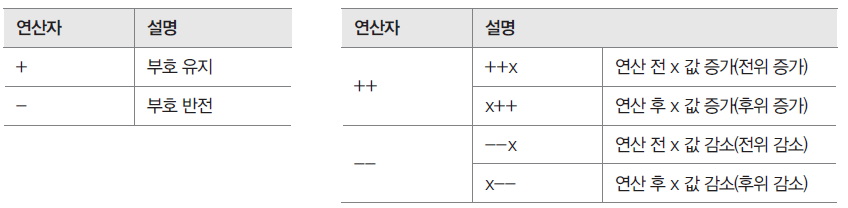 연산자 설명
+ 부호 유지
− 부호 반전
연산자 설명
++ ++x 연산 전 x 값 증가(전위 증가)
x++ 연산 후 x 값 증가(후위 증가)
−− −−x 연산 전 x 값 감소(전위 감소)
x−− 연산 후 x 값 감소(후위 감소)